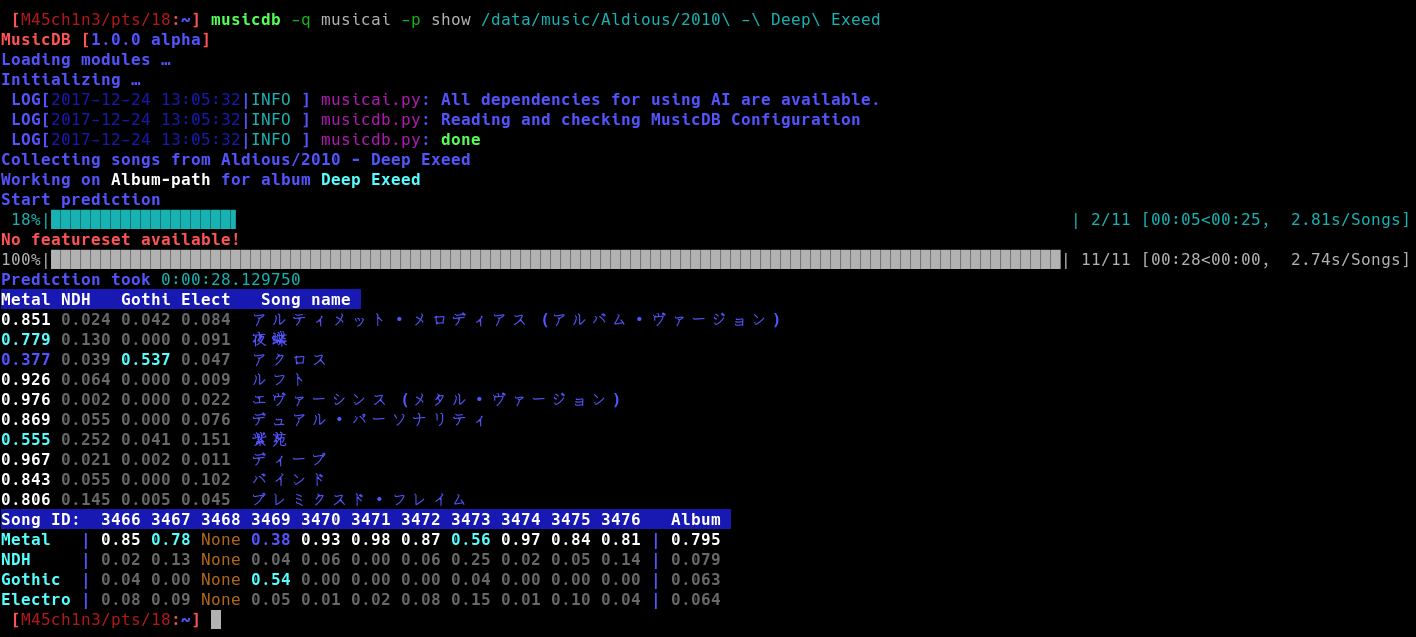 [M45ch1n3/pts/18:~] musicdb -q musicai -p show /data/music/Aldious/2010\ -\ Deep\ Exeed
MusicDB [1.0.0 alpha]
Loading modules …
Inittializing …
LOG[2017-12-24 13:05:32|INFO ] musicai.py: All dependencies for using AI are available.
LOG[2017-12-24 13:05:32|INFO ] musicdb.py: Reading and checking MusicDB Configuration
LOG[2017-12-24 13:05:32|INFO ] musicdb.py: done
Collecting songs from Aldious/2010 - Deep Exeed
Working on Album-path for album Deep Exeed
Start prediction
18%| | 2/11 [00:05<00:25, 2.81s/Songs]
No featureset available!
100%| | 11/11 [00:28<00:00, 2.74s/Songs]
Prediction took 0:00:28.129750
Metal NDH Gothi Elect Song name
0.851 0.024 0.042 0.084 アルティメット・メロディアス (アルバム・ヴァージョン)
0.779 0.130 0.000 0.091 夜蝶
0.377 0.039 0.537 0.047 アクロス
0.926 0.064 0.000 0.009 ルフト
0.976 0.002 0.000 0.022 エヴァーシンス (メタル・ヴァージョン)
0.869 0.055 0.000 0.076 デュアル・パーソナリティ
0.555 0.252 0.041 0.151 紫苑
0.967 0.021 0.002 0.011 ディープ
0.843 0.055 0.000 0.102 バインド
0.806 0.145 0.005 0.045 ブレミクスド・フレイム
Song ID: 3466 3467 3468 3469 3470 3471 3472 3473 3474 3475 3476 Album
Metal | 0.85 0.78 None 0.38 0.93 0.98 0.87 0.56 0.97 0.84 0.81 | 0.795
NDH | 0.02 0.13 None 0.04 0.06 0.00 0.06 0.25 0.02 0.05 0.14 | 0.079
Gothic | 0.04 0.00 None 0.54 0.00 0.00 0.00 0.04 0.00 0.00 0.00 | 0.063
Electro | 0.08 0.09 None 0.05 0.01 0.02 0.08 0.15 0.01 0.10 0.04 | 0.064
[M45ch1n3/pts/18:~]